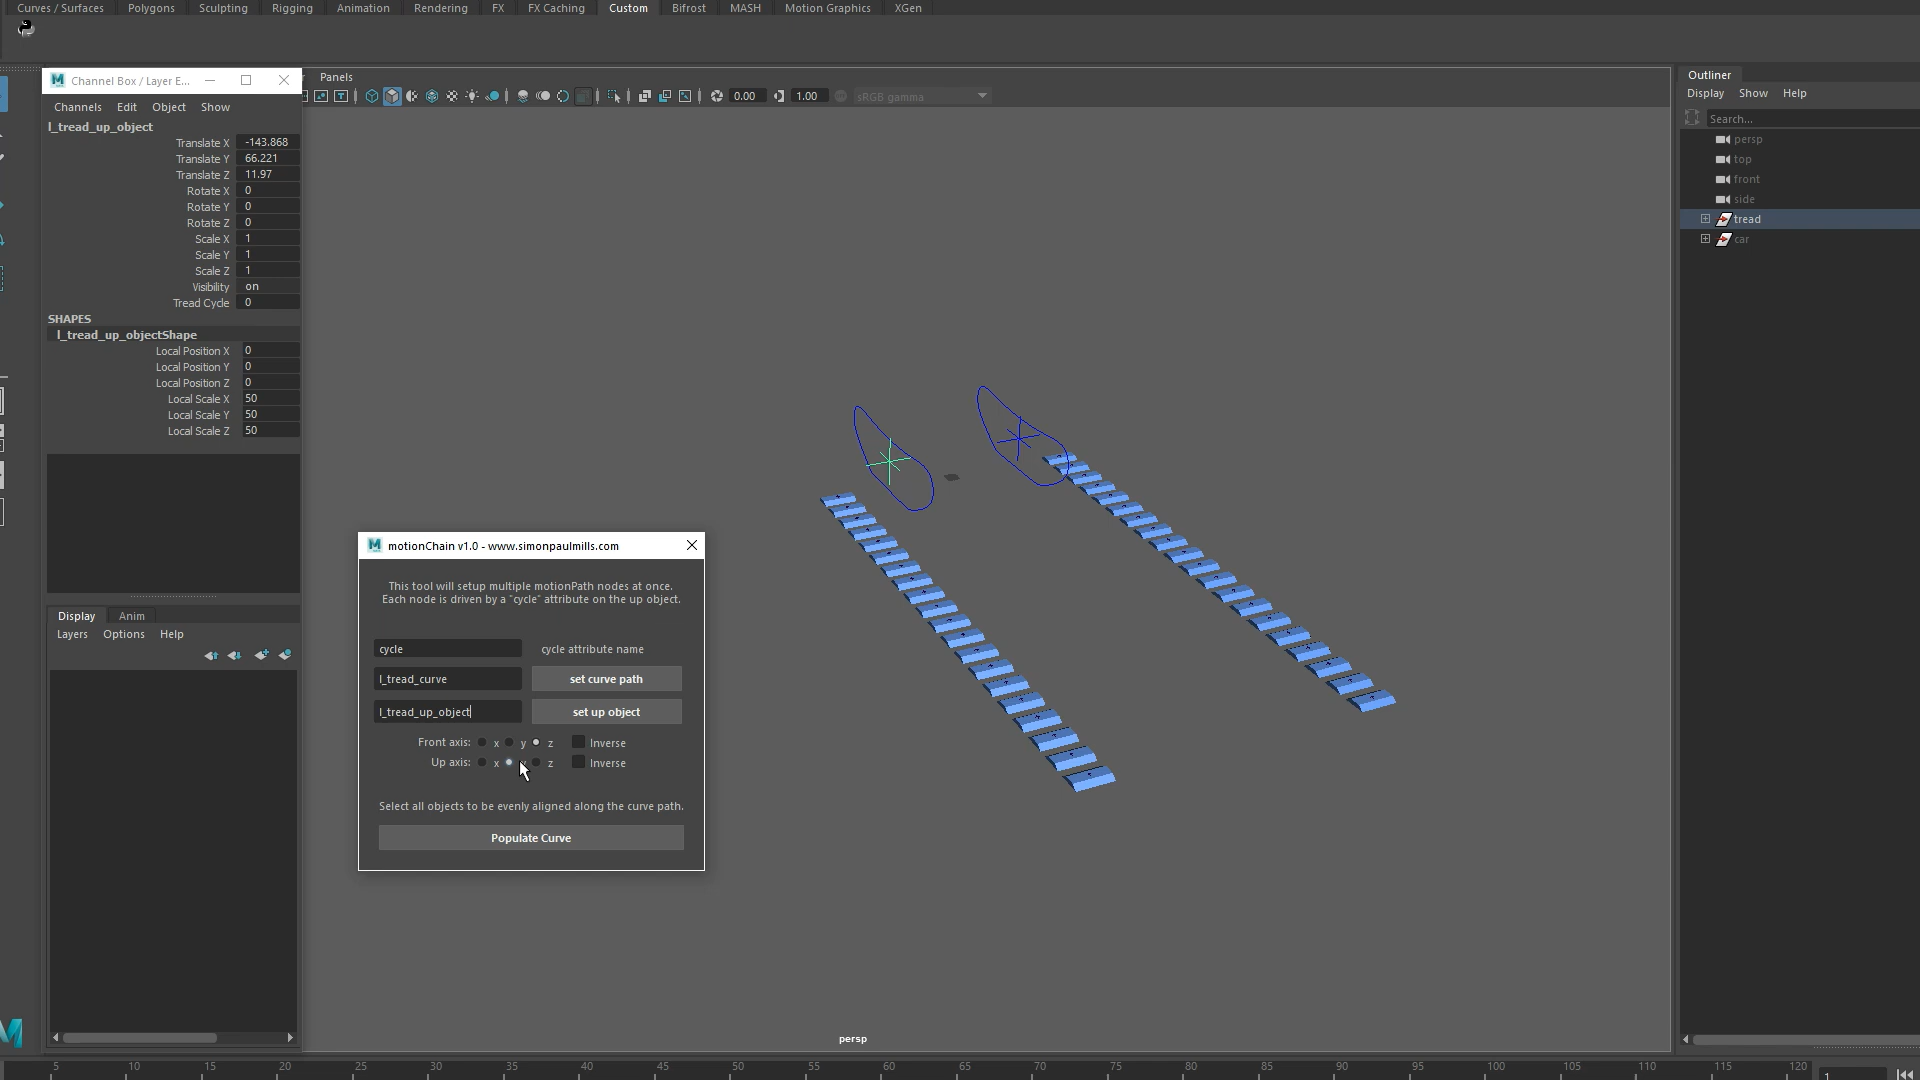 Curves / Surfaces Polygons Sculpting Rigging Animation Rendering FX FX Caching Custom Bifrost MASH Motion Graphics XGen
Channel Box / Layer E...
Channels Edit Object Show
l_tread_up_object
Translate X -143.868
Translate Y 66.221
Translate Z 11.97
Rotate X 0
Rotate Y 0
Rotate Z 0
Scale X 1
Scale Y 1
Scale Z 1
Visibility on
Tread Cycle 0
SHAPES
l_tread_up_objectShape
Local Position X 0
Local Position Y 0
Local Position Z 0
Local Scale X 50
Local Scale Y 50
Local Scale Z 50
Display Anim
Layers Options Help
Panels
0.00 1.00 sRGB gamma
motionChain v1.0 - www.simonpaulmills.com
This tool will setup multiple motionPath nodes at once.
Each node is driven by a "cycle" attribute on the up object.
cycle cycle attribute name
l_tread_curve set curve path
l_tread_up_object set up object
Front axis: x y z Inverse
Up axis: x y z Inverse
Select all objects to be evenly aligned along the curve path.
Populate Curve
persp
Outliner
Display Show Help
Search...
persp
top
front
side
tread
car
5 10 15 20 25 30 35 40 45 50 55 60 65 70 75 80 85 90 95 100 105 110 115 120 1